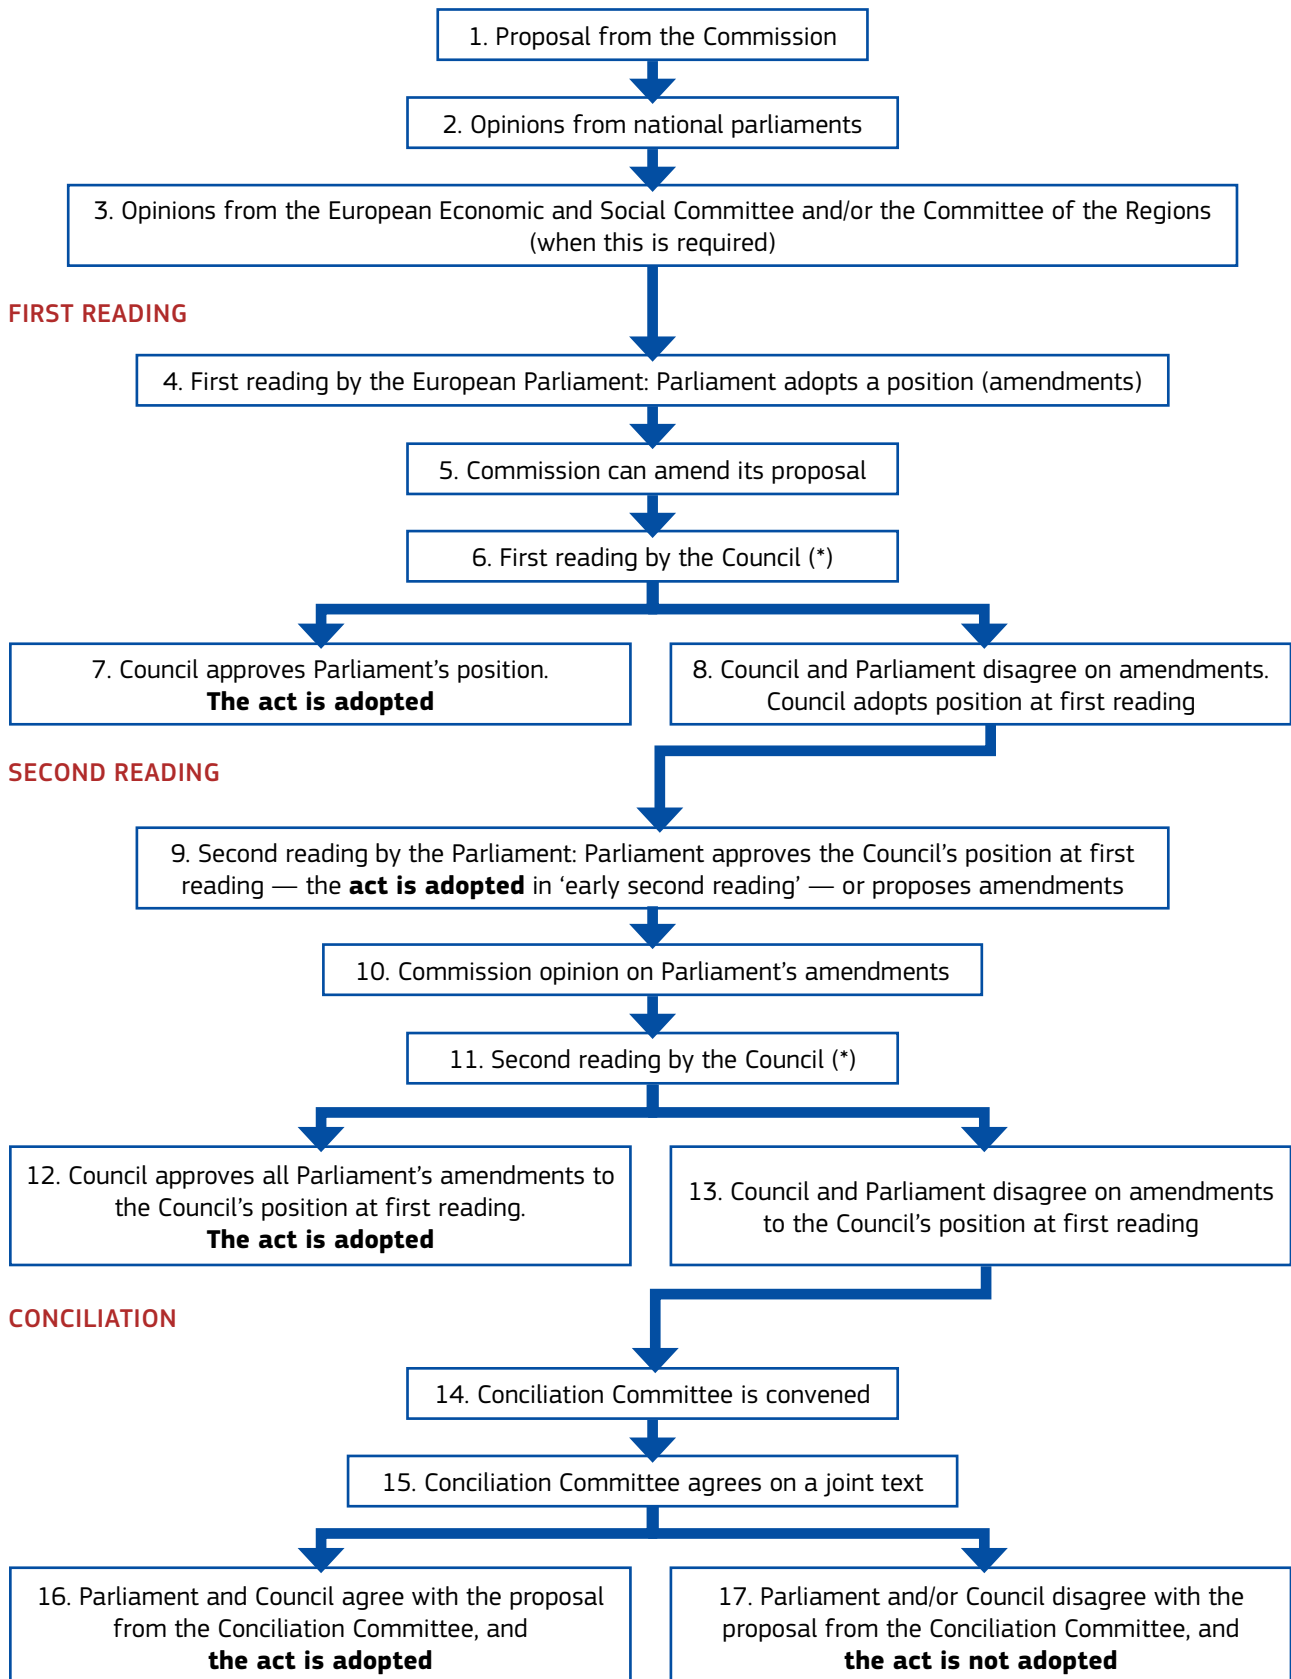 1. Proposal from the Commission
2. Opinions from national parliaments
3. Opinions from the European Economic and Social Committee and/or the Committee of the Regions
(when this is required)
FIRST READING
4. First reading by the European Parliament: Parliament adopts a position (amendments)
5. Commission can amend its proposal
6. First reading by the Council (*)
7. Council approves Parliament’s position.
The act is adopted
8. Council and Parliament disagree on amendments.
Council adopts position at first reading
SECOND READING
9. Second reading by the Parliament: Parliament approves the Council’s position at first
reading — the act is adopted in ‘early second reading’ — or proposes amendments
10. Commission opinion on Parliament’s amendments
11. Second reading by the Council (*)
12. Council approves all Parliament’s amendments to
the Council’s position at first reading.
The act is adopted
13. Council and Parliament disagree on amendments
to the Council’s position at first reading
CONCILIATION
14. Conciliation Committee is convened
15. Conciliation Committee agrees on a joint text
16. Parliament and Council agree with the proposal
from the Conciliation Committee, and
the act is adopted
17. Parliament and/or Council disagree with the
proposal from the Conciliation Committee, and
the act is not adopted